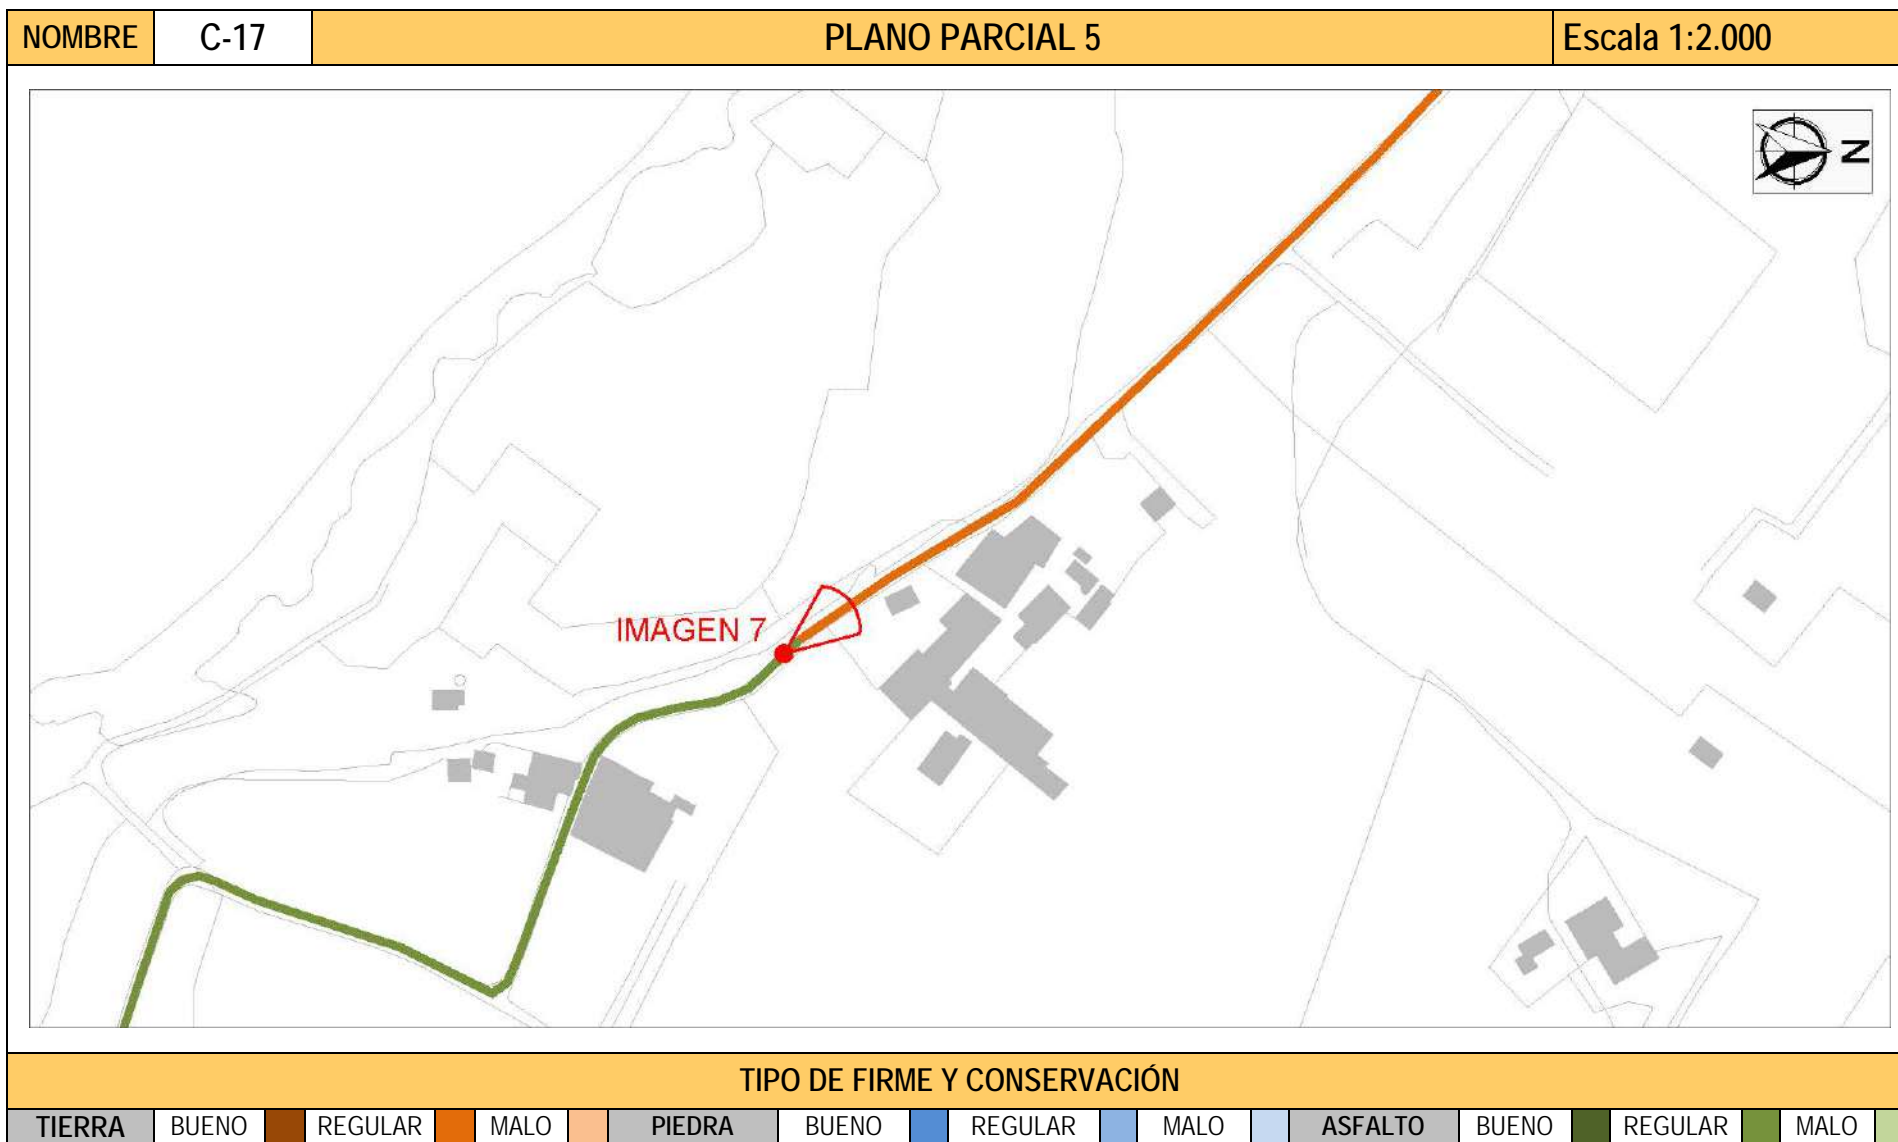 NOMBRE C-17 PLANO PARCIAL 5 Escala 1:2.000
N
IMAGEN 7
TIPO DE FIRME Y CONSERVACIÓN
TIERRA BUENO REGULAR MALO PIEDRA BUENO REGULAR MALO ASFALTO BUENO REGULAR MALO